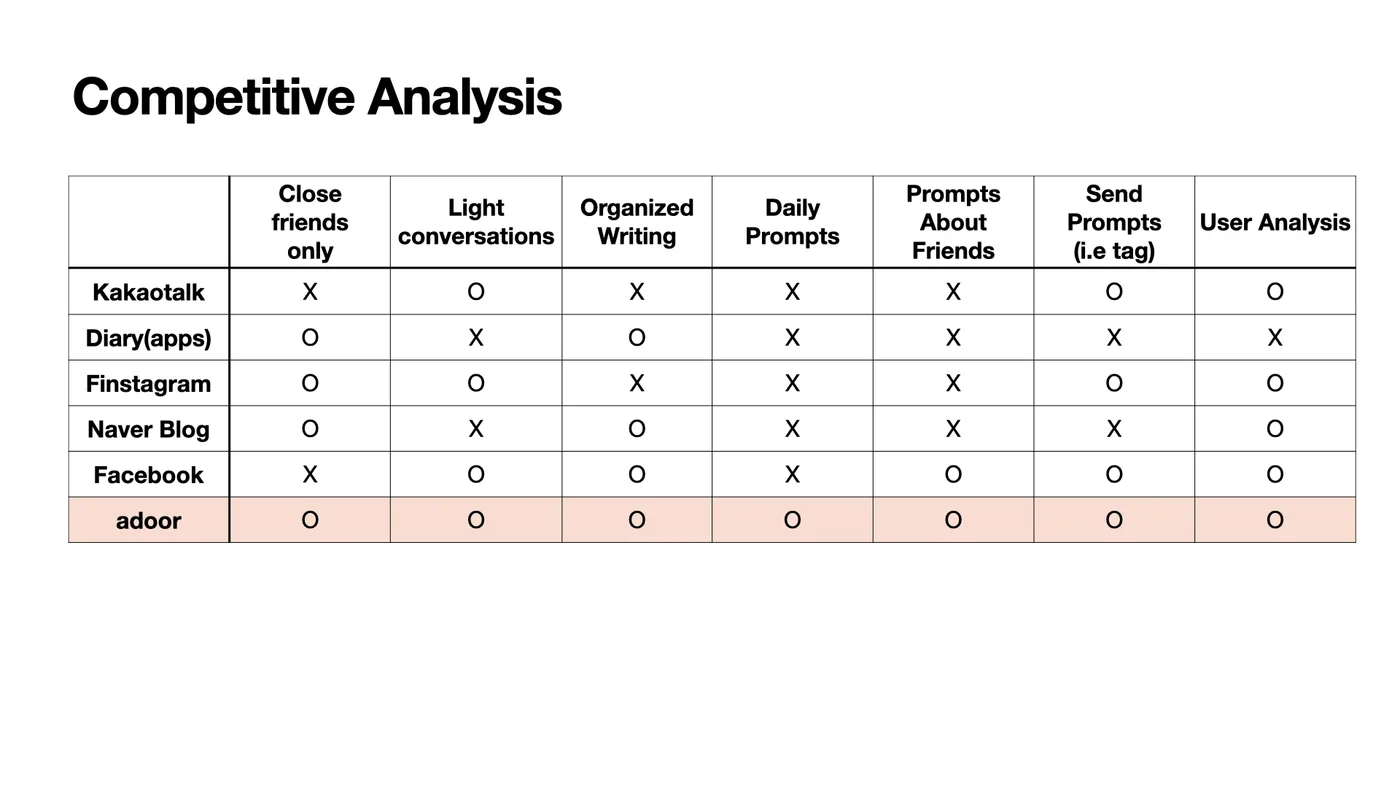 Competitive Analysis
Close friends only Light conversations Organized Writing Daily Prompts Prompts About Friends Send Prompts (i.e tag) User Analysis
Kakaotalk X O X X X O O
Diary(apps) O X O X X X X
Finstagram O O X X X O O
Naver Blog O X O X X X O
Facebook X O O X O O O
adoor O O O O O O O